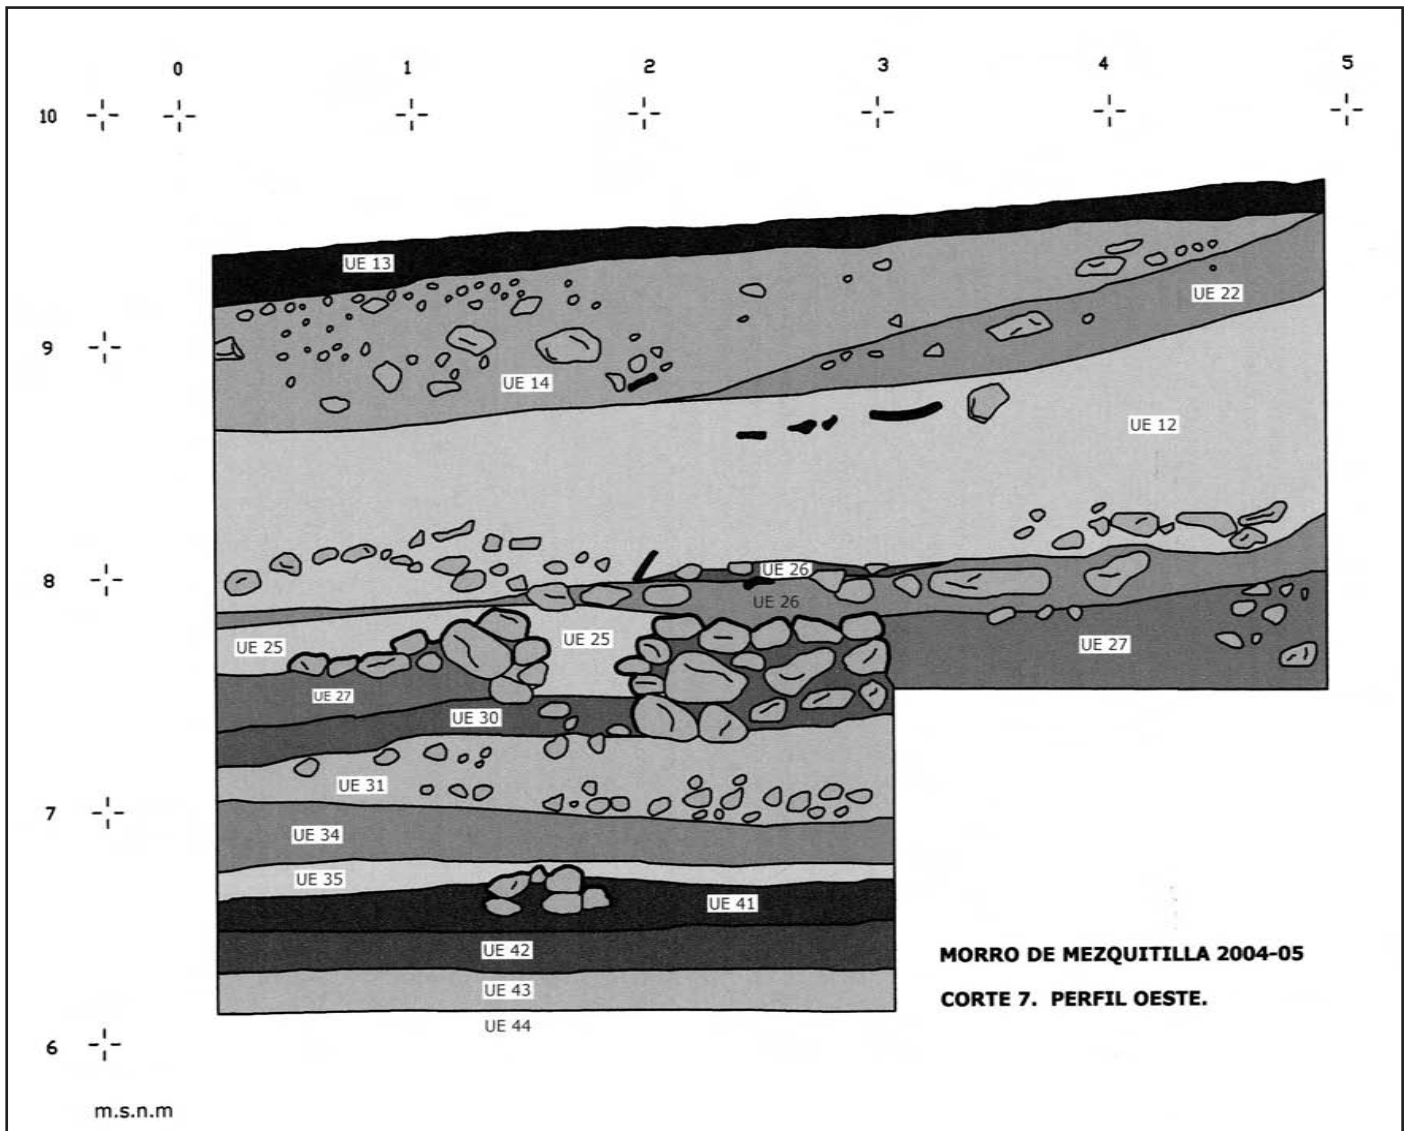 0 1 2 3 4 5
10
UE 13
UE 22
9
UE 14
UE 12
8
UE 26
UE 26
UE 25
UE 25
UE 27
UE 27
UE 30
UE 31
7
UE 34
UE 35
UE 41
UE 42
MORRO DE MEZQUITILLA 2004-05
UE 43
CORTE 7. PERFIL OESTE.
UE 44
6
m.s.n.m